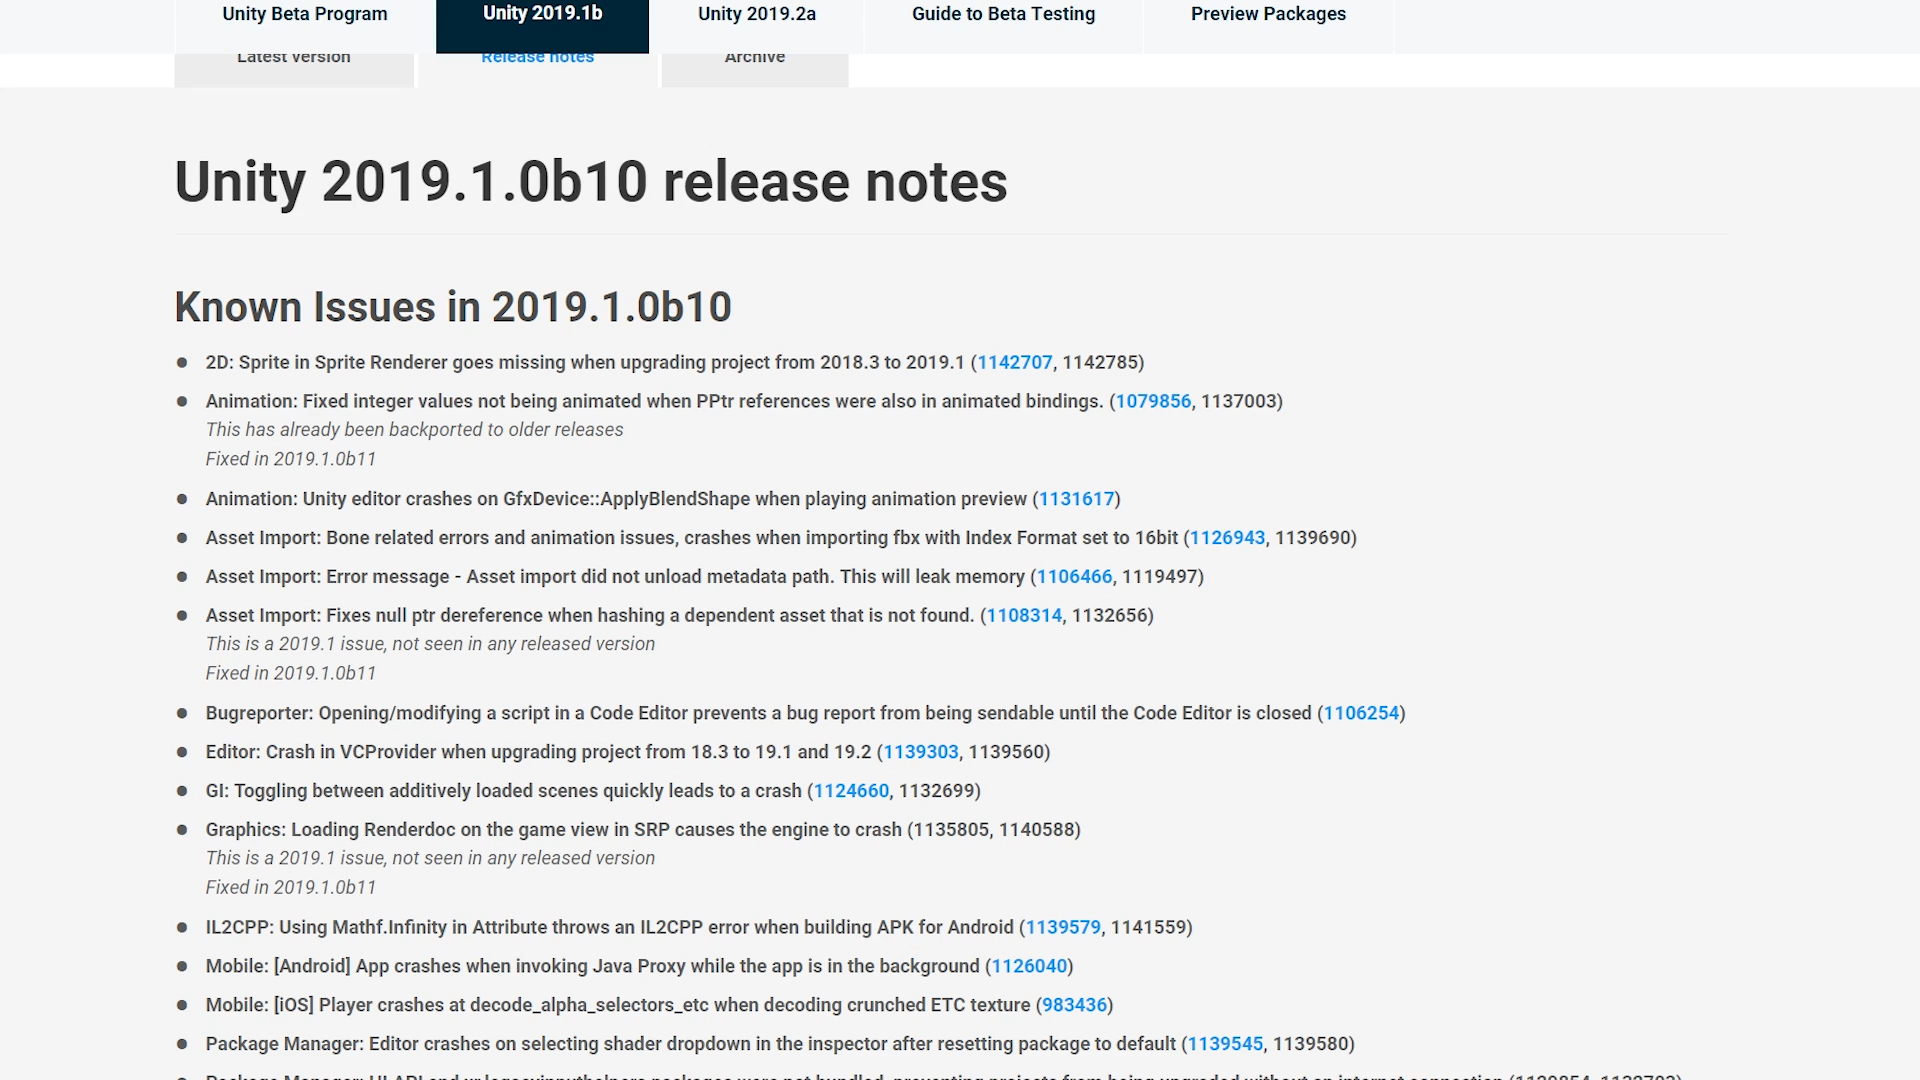 Unity Beta Program
Unity 2019.1b
Unity 2019.2a
Guide to Beta Testing
Preview Packages
Latest version
Release notes
Archive
Unity 2019.1.0b10 release notes
Known Issues in 2019.1.0b10
2D: Sprite in Sprite Renderer goes missing when upgrading project from 2018.3 to 2019.1 (1142707, 1142785)
Animation: Fixed integer values not being animated when PPtr references were also in animated bindings. (1079856, 1137003)
This has already been backported to older releases
Fixed in 2019.1.0b11
Animation: Unity editor crashes on GfxDevice::ApplyBlendShape when playing animation preview (1131617)
Asset Import: Bone related errors and animation issues, crashes when importing fbx with Index Format set to 16bit (1126943, 1139690)
Asset Import: Error message - Asset import did not unload metadata path. This will leak memory (1106466, 1119497)
Asset Import: Fixes null ptr dereference when hashing a dependent asset that is not found. (1108314, 1132656)
This is a 2019.1 issue, not seen in any released version
Fixed in 2019.1.0b11
Bugreporter: Opening/modifying a script in a Code Editor prevents a bug report from being sendable until the Code Editor is closed (1106254)
Editor: Crash in VCProvider when upgrading project from 18.3 to 19.1 and 19.2 (1139303, 1139560)
GI: Toggling between additively loaded scenes quickly leads to a crash (1124660, 1132699)
Graphics: Loading Renderdoc on the game view in SRP causes the engine to crash (1135805, 1140588)
This is a 2019.1 issue, not seen in any released version
Fixed in 2019.1.0b11
IL2CPP: Using Mathf.Infinity in Attribute throws an IL2CPP error when building APK for Android (1139579, 1141559)
Mobile: [Android] App crashes when invoking Java Proxy while the app is in the background (1126040)
Mobile: [iOS] Player crashes at decode_alpha_selectors_etc when decoding crunched ETC texture (983436)
Package Manager: Editor crashes on selecting shader dropdown in the inspector after resetting package to default (1139545, 1139580)